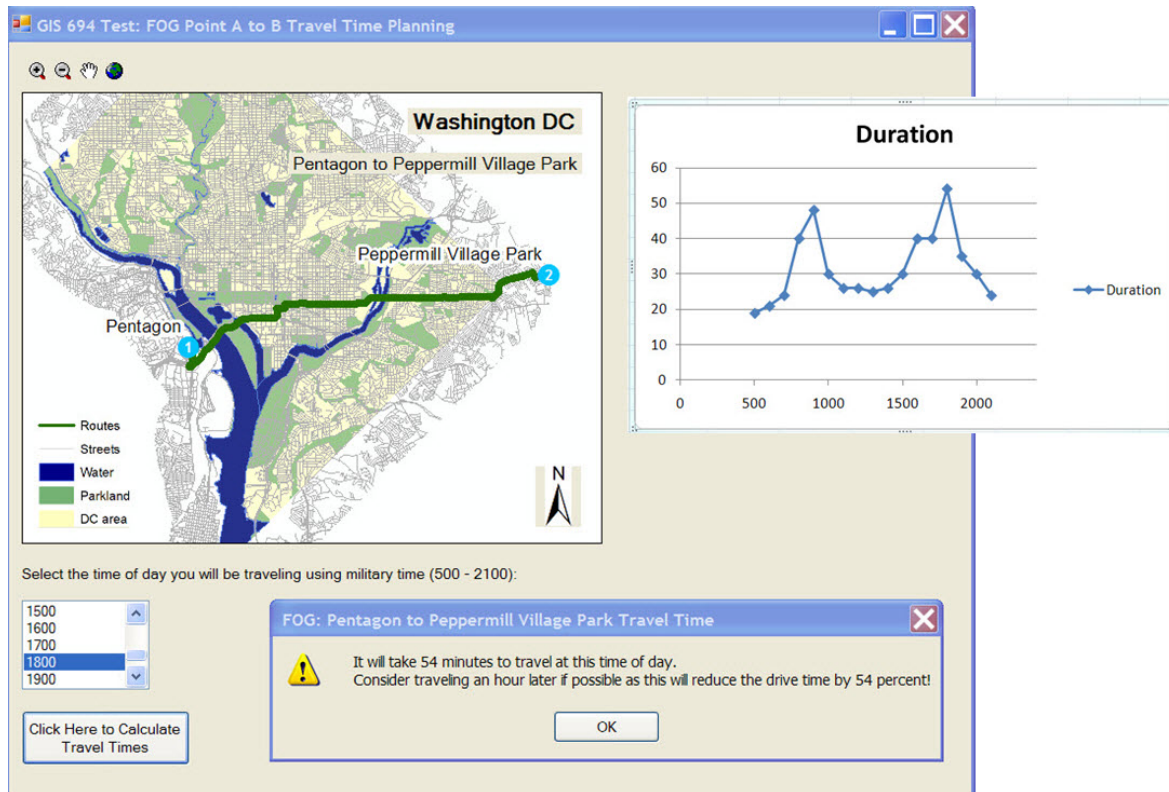 GIS 694 Test: FOG Point A to B Travel Time Planning
Washington DC
Pentagon to Peppermill Village Park
Peppermill Village Park
2
Pentagon
1
Routes
Streets
Water
Parkland
DC area
N
Duration
60
50
40
30
20
10
0
0 500 1000 1500 2000
Duration
Select the time of day you will be traveling using military time (500 - 2100):
1500
1600
1700
1800
1900
Click Here to Calculate
Travel Times
FOG: Pentagon to Peppermill Village Park Travel Time
It will take 54 minutes to travel at this time of day.
Consider traveling an hour later if possible as this will reduce the drive time by 54 percent!
OK